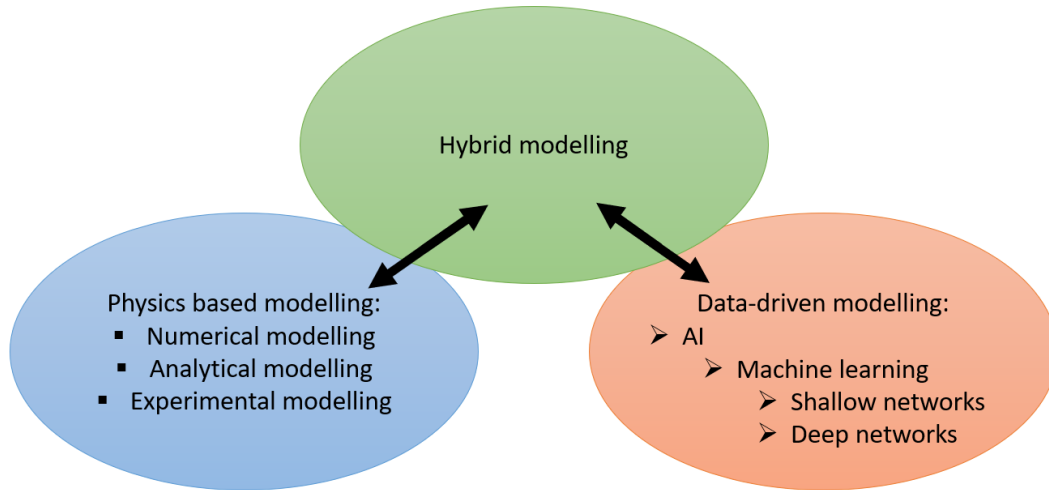 Hybrid modelling
Physics based modelling:
▪ Numerical modelling
▪ Analytical modelling
▪ Experimental modelling
Data-driven modelling:
➢ AI
➢ Machine learning
➢ Shallow networks
➢ Deep networks